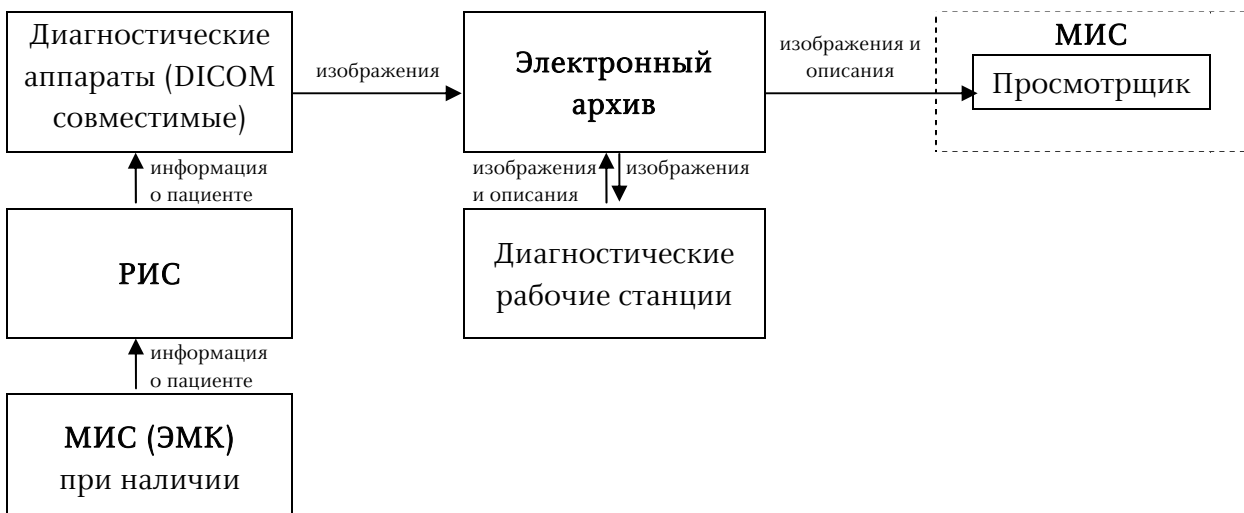 Диагностические
аппараты (DICOM
совместимые)
изображения
Электронный
архив
изображения и
описания
МИС
Просмотрщик
информация
о пациенте
изображения
и описания
изображения
РИС
Диагностические
рабочие станции
информация
о пациенте
МИС (ЭМК)
при наличии